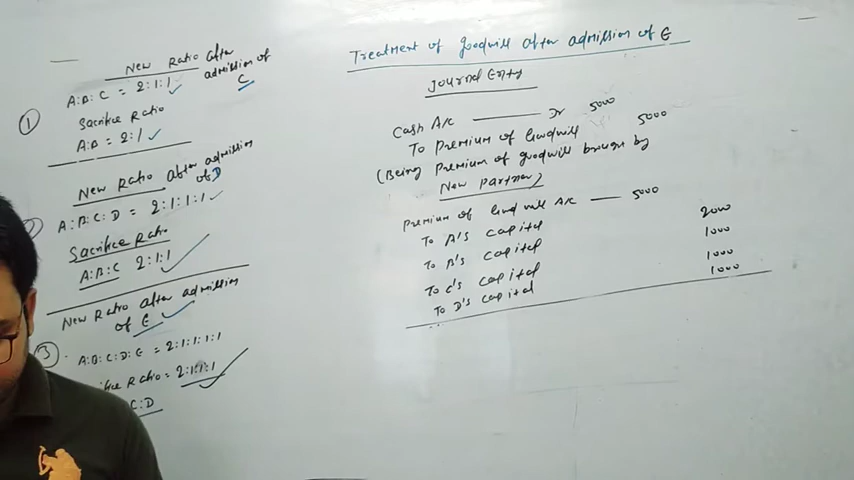 New Ratio after
admission of
C
A:B:C = 2:1:1
①
Sacrifice Ratio
A:B = 2:1
New Ratio after admission
of D
A:B:C:D = 2:1:1:1
Sacrifice Ratio
A:B:C 2:1:1
New Ratio after admission
of E
③
A:B:C:D:E = 2:1:1:1:1
Ratio = 2:1:1:1
C:D
Treatment of goodwill after admission of E
Journal Entry
Cash A/c Dr 5000
To Premium of Goodwill 5000
(Being Premium of goodwill brought by
New Partner)
Premium of Goodwill A/c 5000
To A's capital 2000
To B's capital 1000
To C's capital 1000
To D's capital 1000